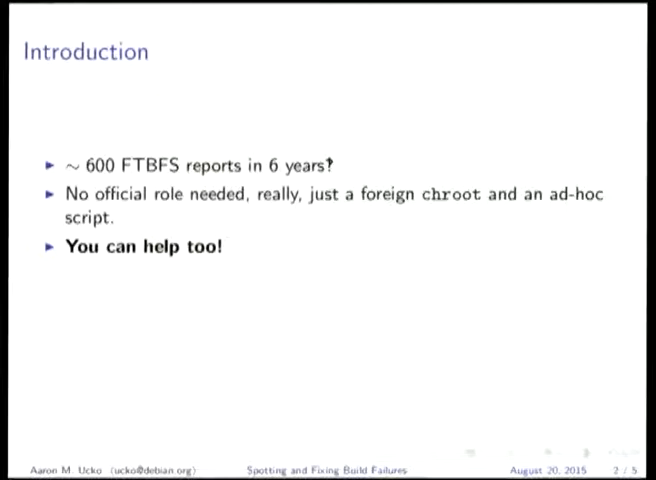 Introduction
► ~ 600 FTBFS reports in 6 years‽
► No official role needed, really, just a foreign chroot and an ad-hoc
script.
► You can help too!
Aaron M. Ucko (ucko@debian.org) Spotting and Fixing Build Failures August 20, 2015 2 / 5